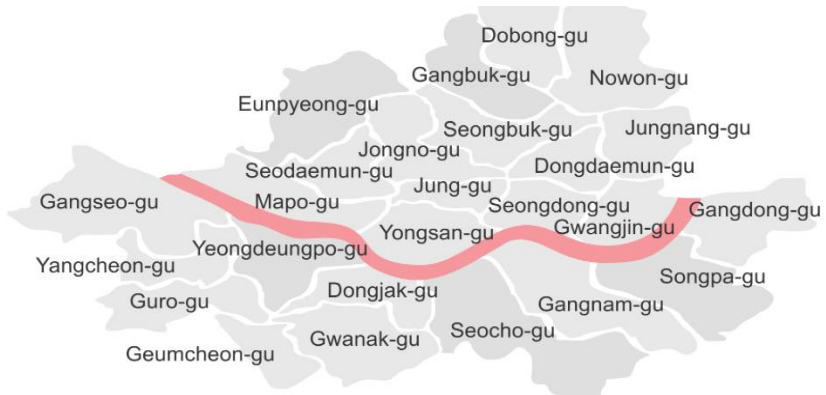 Dobong-gu
Gangbuk-gu
Nowon-gu
Eunpyeong-gu
Seongbuk-gu
Jungnang-gu
Jongno-gu
Seodaemun-gu
Dongdaemun-gu
Jung-gu
Gangseo-gu
Mapo-gu
Seongdong-gu
Gangdong-gu
Yongsan-gu
Gwangjin-gu
Yeongdeungpo-gu
Yangcheon-gu
Songpa-gu
Dongjak-gu
Guro-gu
Gangnam-gu
Gwanak-gu
Seocho-gu
Geumcheon-gu